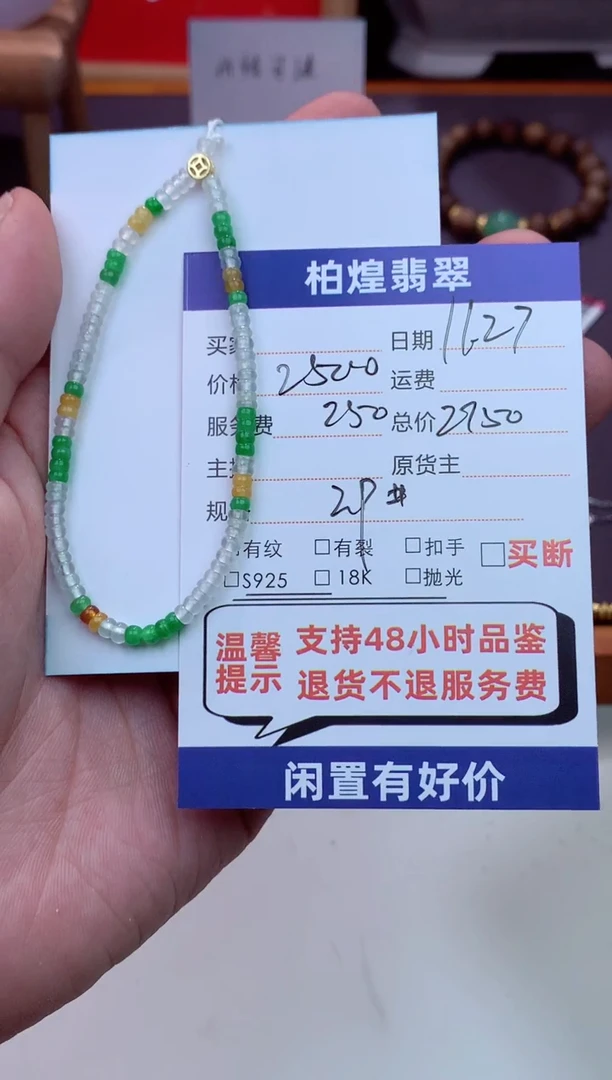 柏煌翡翠
买家 日期 11.27
价格 2500 运费
服务费 250 总价 2750
主播 原货主
规 29#
有纹 □有裂 □扣手 □买断
□S925 □ 18K □抛光
温馨提示 支持48小时品鉴
退货不退服务费
闲置有好价